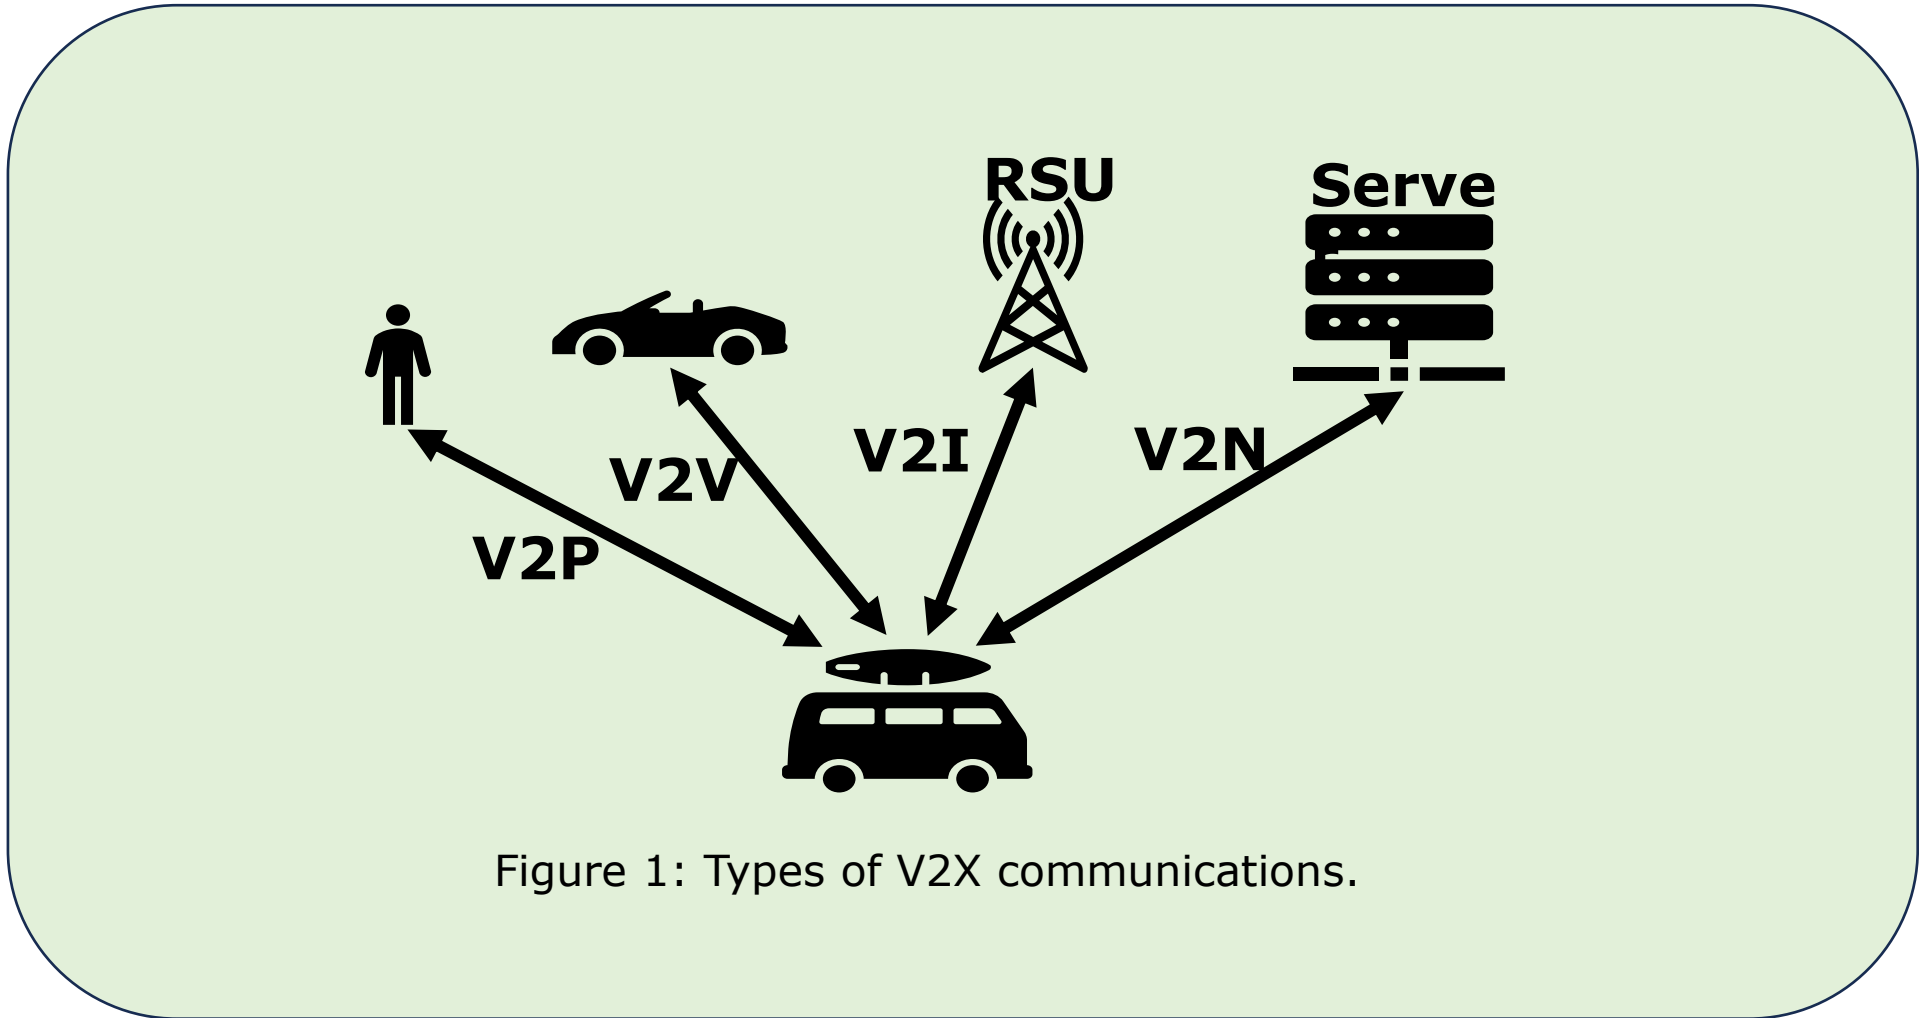 RSU
Serve
r
V2V
V2I
V2N
V2P
Figure 1: Types of V2X communications.